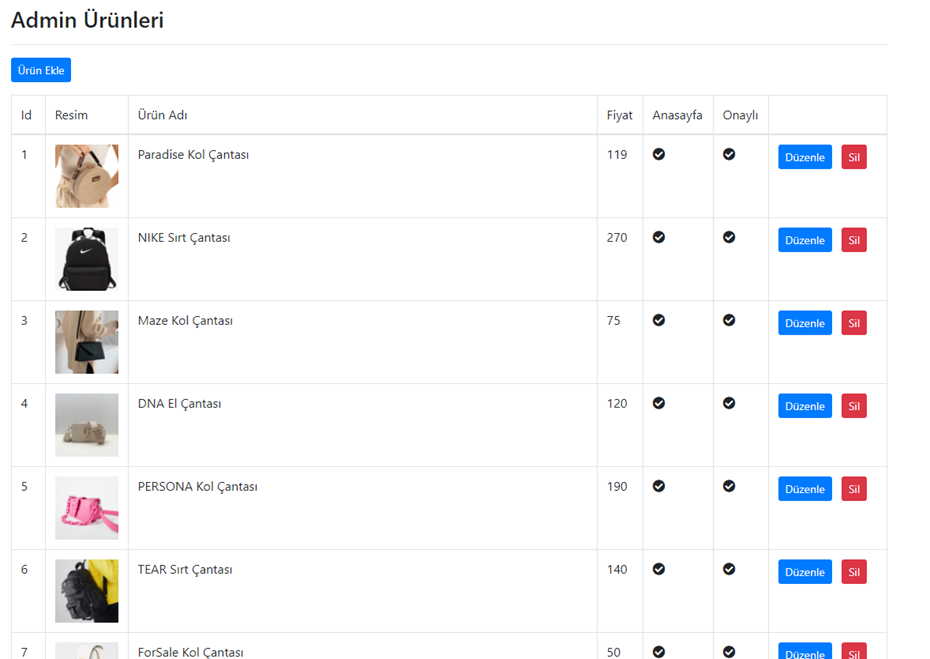 Admin Ürünleri
Ürün Ekle
Id Resim Ürün Adı Fiyat Anasayfa Onaylı
1 Paradise Kol Çantası 119 Düzenle Sil
2 NIKE Sırt Çantası 270 Düzenle Sil
3 Maze Kol Çantası 75 Düzenle Sil
4 DNA El Çantası 120 Düzenle Sil
5 PERSONA Kol Çantası 190 Düzenle Sil
6 TEAR Sırt Çantası 140 Düzenle Sil
7 ForSale Kol Çantası 50 Düzenle Sil